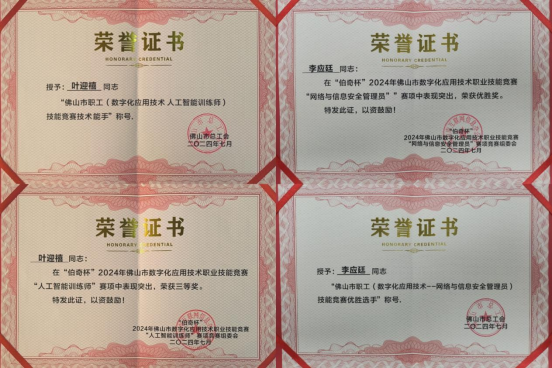 荣誉证书
HONORARY CREDENTIAL
授予：叶迎禧 同志
“佛山市职工（数字化应用技术 人工智能训练师）
技能竞赛技术能手”称号。
佛山市总工会
二〇二四年七月
荣誉证书
HONORARY CREDENTIAL
李应廷 同志：
在“伯奇杯”2024年佛山市数字化应用技术职业技能竞赛
“网络与信息安全管理员””赛项中表现突出，荣获优胜奖。
特发此证，以资鼓励！
“伯奇杯”
2024年佛山市数字化应用技术职业技能竞赛
“网络与信息安全管理员”赛项竞赛组委会
二〇二四年七月
荣誉证书
HONORARY CREDENTIAL
叶迎禧 同志：
在“伯奇杯”2024年佛山市数字化应用技术职业技能竞赛
“人工智能训练师”赛项中表现突出，荣获三等奖。
特发此证，以资鼓励！
“伯奇杯”
2024年佛山市数字化应用技术职业技能竞赛
“人工智能训练师”赛项竞赛组委会
二〇二四年七月
荣誉证书
HONORARY CREDENTIAL
授予：李应廷 同志
“佛山市职工（数字化应用技术--网络与信息安全管理员）
技能竞赛优胜选手”称号。
佛山市总工会
二〇二四年七月